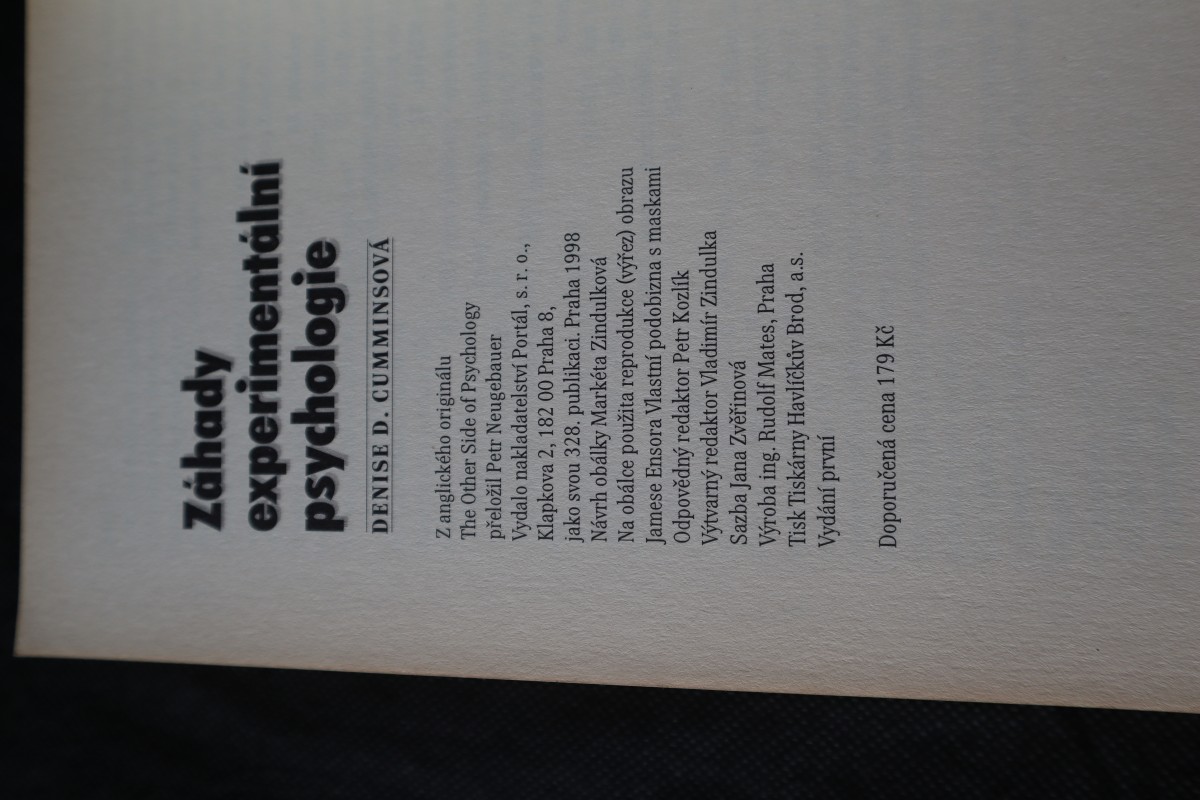 Záhady
experimentální
psychologie
DENISE D. CUMMINSOVÁ
Z anglického originálu
The Other Side of Psychology
přeložil Petr Neugebauer
Vydalo nakladatelství Portál, s. r. o.,
Klapkova 2, 182 00 Praha 8,
jako svou 328. publikaci. Praha 1998
Návrh obálky Markéta Zindulková
Na obálce použita reprodukce (výřez) obrazu
Jamese Ensora Vlastní podobizna s maskami
Odpovědný redaktor Petr Kozlík
Výtvarný redaktor Vladimír Zindulka
Sazba Jana Zvěřinová
Výroba ing. Rudolf Mates, Praha
Tisk Tiskárny Havlíčkův Brod, a.s.
Vydání první
Doporučená cena 179 Kč